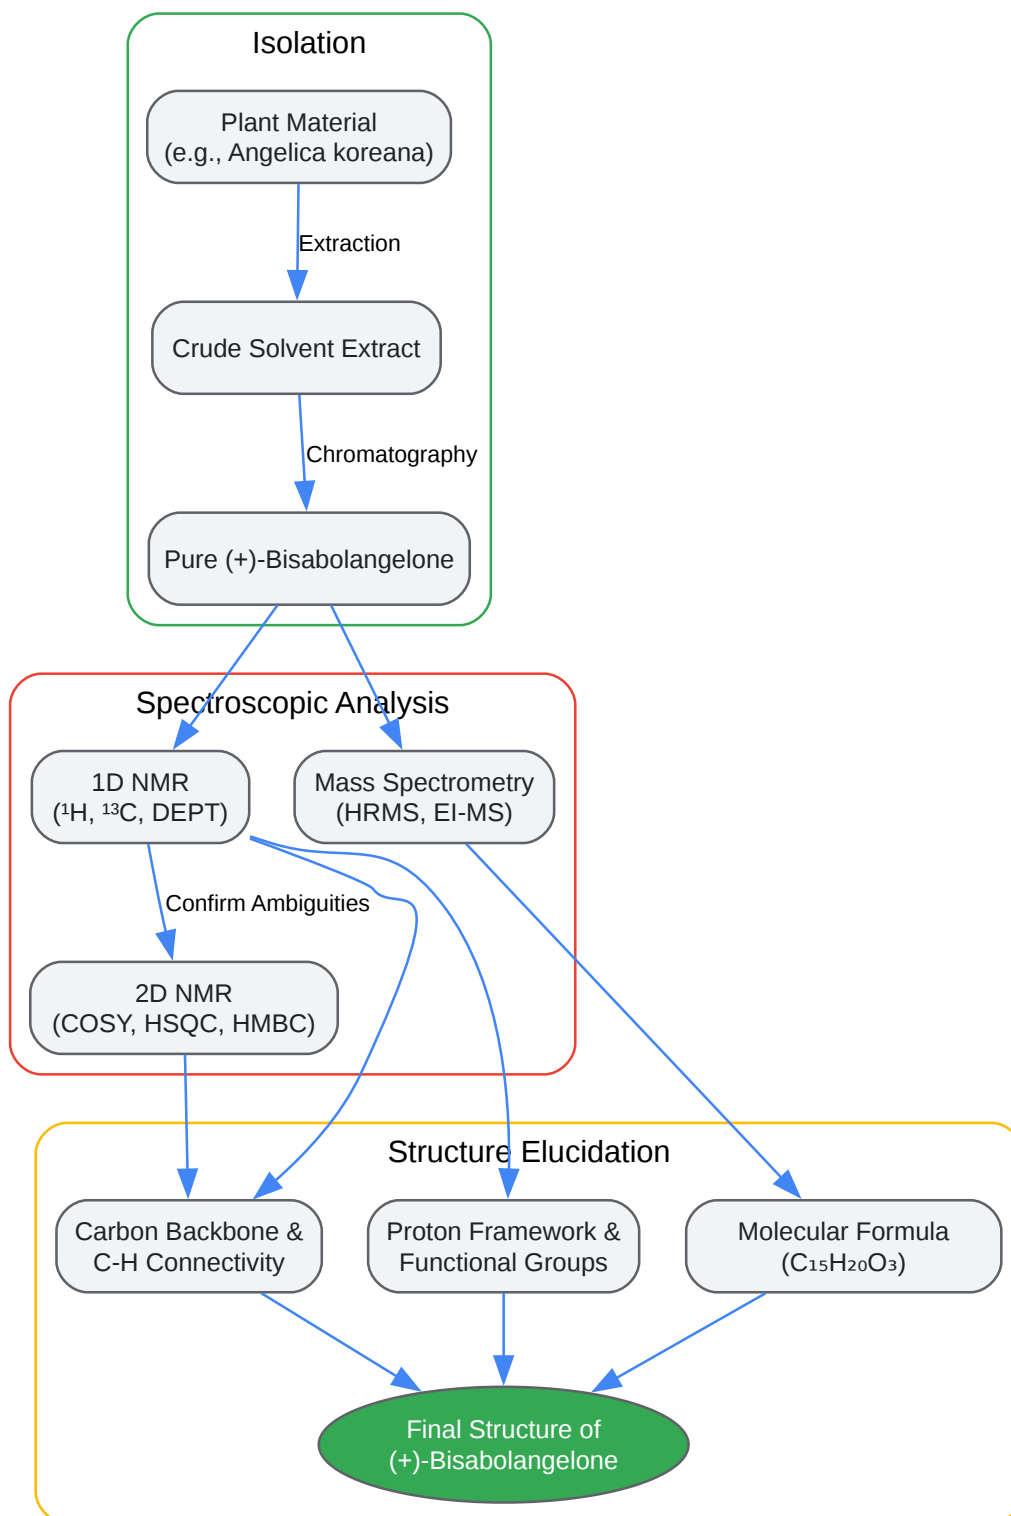 Isolation
Plant Material
(e.g., Angelica koreana)
Extraction
Crude Solvent Extract
Chromatography
Pure (+)-Bisabolangelone
Spectroscopic Analysis
1D NMR
(¹H, ¹³C, DEPT)
Mass Spectrometry
(HRMS, EI-MS)
Confirm Ambiguities
2D NMR
(COSY, HSQC, HMBC)
Structure Elucidation
Carbon Backbone &
C-H Connectivity
Proton Framework &
Functional Groups
Molecular Formula
(C₁₅H₂₀O₃)
Final Structure of
(+)-Bisabolangelone